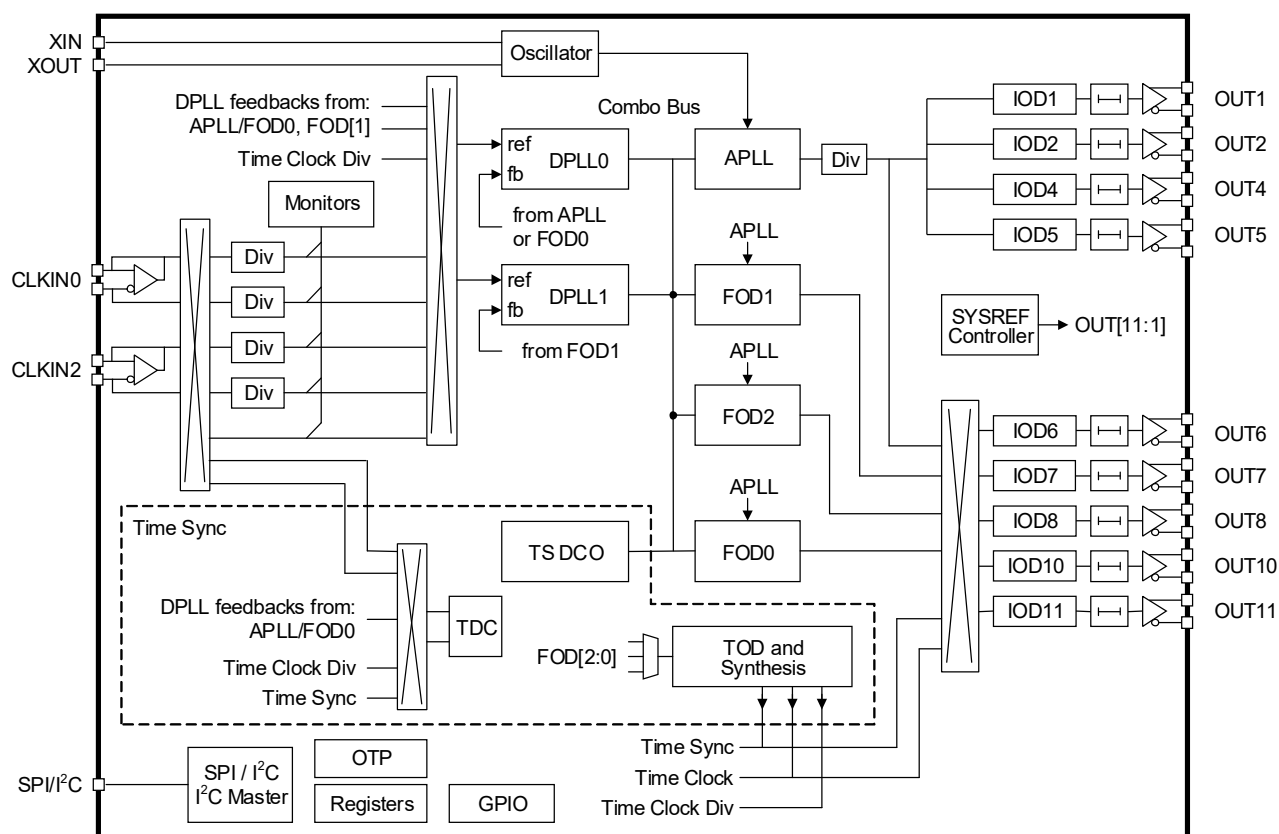 XIN
XOUT
Oscillator
DPLL feedbacks from:
APLL/FOD0, FOD[1]
Time Clock Div
Combo Bus
ref
fb
DPLL0
APLL
Div
IOD1
OUT1
IOD2
OUT2
IOD4
OUT4
IOD5
OUT5
Monitors
from APLL
or FOD0
APLL
CLKIN0
Div
Div
Div
Div
CLKIN2
ref
fb
DPLL1
from FOD1
FOD1
APLL
FOD2
APLL
FOD0
SYSREF
Controller
OUT[11:1]
IOD6
OUT6
IOD7
OUT7
IOD8
OUT8
IOD10
OUT10
IOD11
OUT11
Time Sync
TS DCO
DPLL feedbacks from:
APLL/FOD0
Time Clock Div
Time Sync
TDC
FOD[2:0]
TOD and
Synthesis
Time Sync
Time Clock
Time Clock Div
SPI/I²C
SPI / I²C
I²C Master
OTP
Registers
GPIO